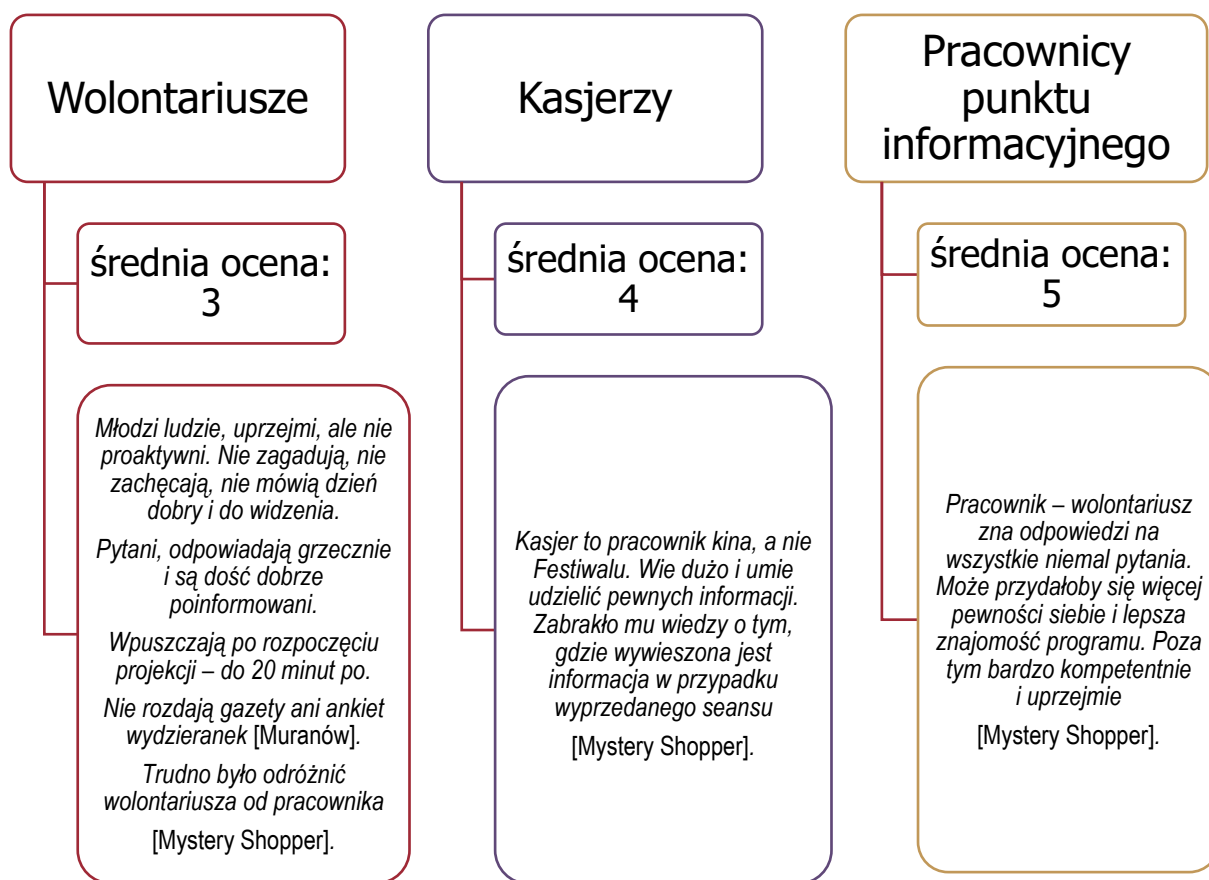 Wolontariusze
średnia ocena:
3
Młodzi ludzie, uprzejmi, ale nie
proaktywni. Nie zagadują, nie
zachęcają, nie mówią dzień
dobry i do widzenia.
Pytani, odpowiadają grzecznie
i są dość dobrze
poinformowani.
Wpuszczają po rozpoczęciu
projekcji – do 20 minut po.
Nie rozdają gazety ani ankiet
wydzieranek [Muranów].
Trudno było odróżnić
wolontariusza od pracownika
[Mystery Shopper].
Kasjerzy
średnia ocena:
4
Kasjer to pracownik kina, a nie
Festiwalu. Wie dużo i umie
udzielić pewnych informacji.
Zabrakło mu wiedzy o tym,
gdzie wywieszona jest
informacja w przypadku
wyprzedanego seansu
[Mystery Shopper].
Pracownicy
punktu
informacyjnego
średnia ocena:
5
Pracownik – wolontariusz
zna odpowiedzi na
wszystkie niemal pytania.
Może przydałoby się więcej
pewności siebie i lepsza
znajomość programu. Poza
tym bardzo kompetentnie
i uprzejmie
[Mystery Shopper].